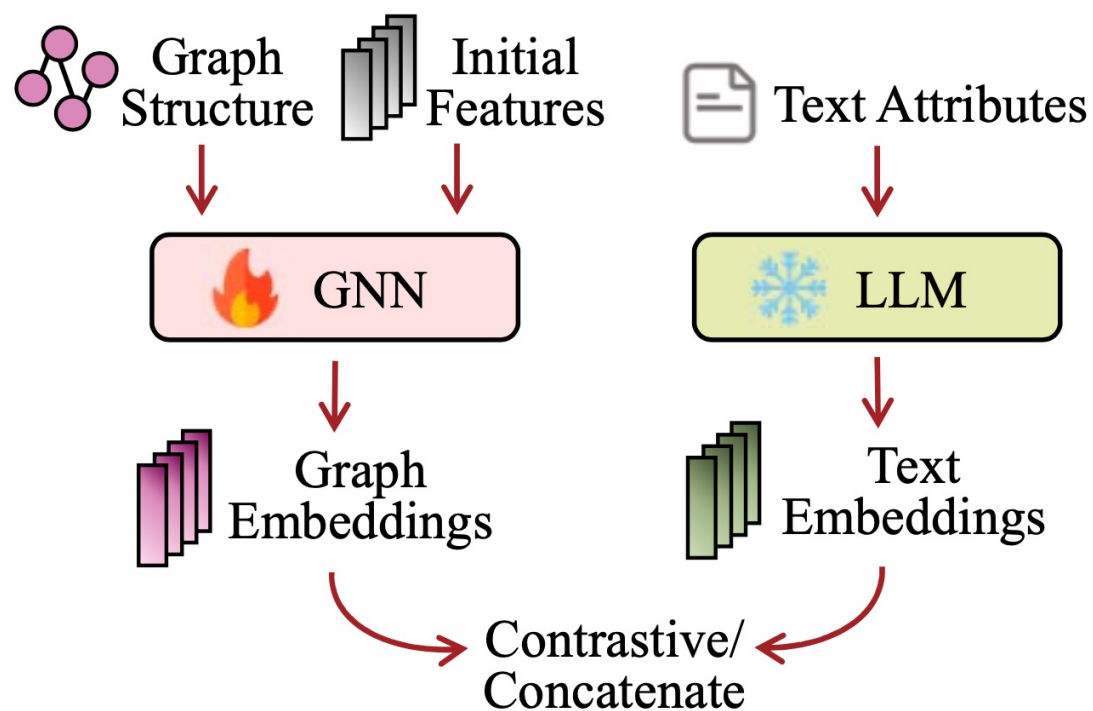 Graph
Structure
Initial
Features
Text Attributes
GNN
LLM
Graph
Embeddings
Text
Embeddings
Contrastive/
Concatenate